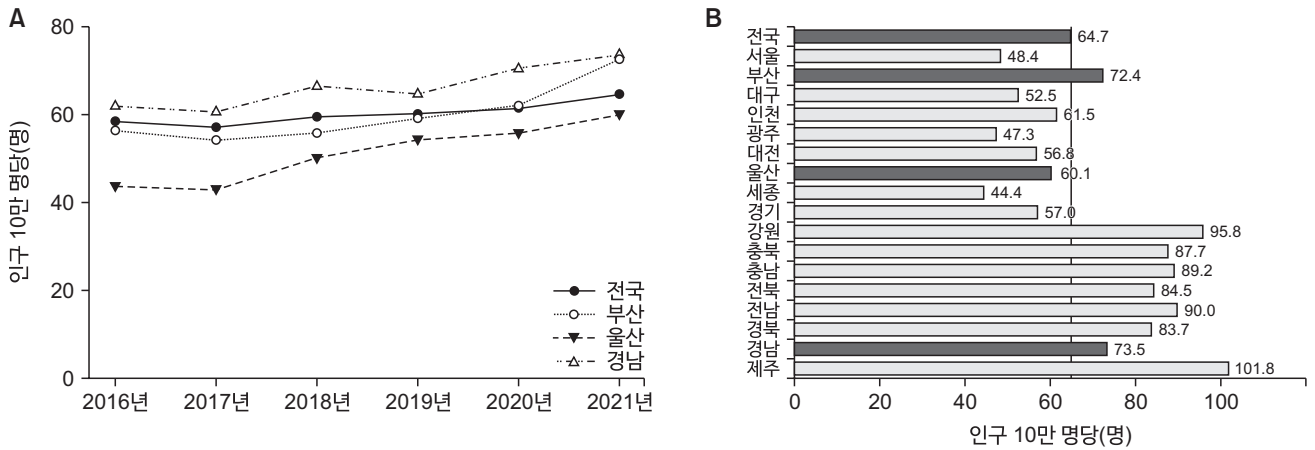 A
인구 10만 명당(명)
80
60
40
20
0
전국
부산
울산
경남
2016년 2017년 2018년 2019년 2020년 2021년
B
전국 64.7
서울 48.4
부산 72.4
대구 52.5
인천 61.5
광주 47.3
대전 56.8
울산 60.1
세종 44.4
경기 57.0
강원 95.8
충북 87.7
충남 89.2
전북 84.5
전남 90.0
경북 83.7
경남 73.5
제주 101.8
0 20 40 60 80 100
인구 10만 명당(명)